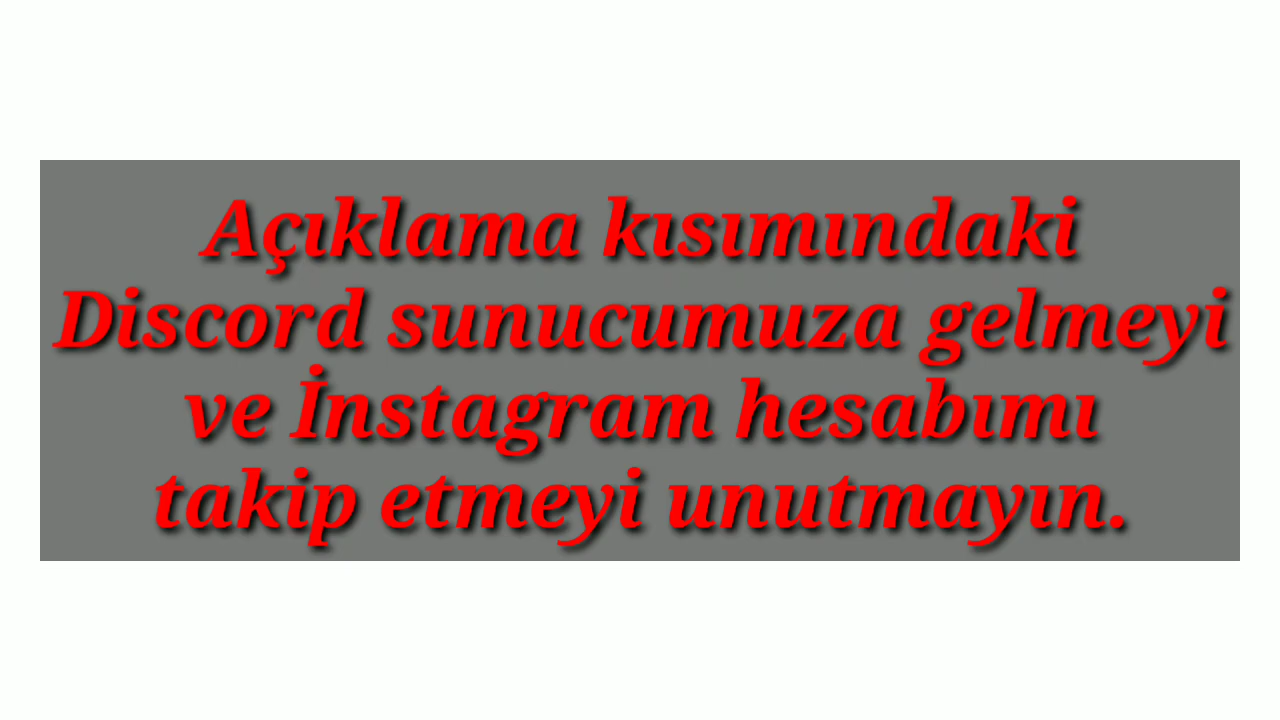 Açıklama kısımındaki
Discord sunucumuza gelmeyi
ve İnstagram hesabımı
takip etmeyi unutmayın.